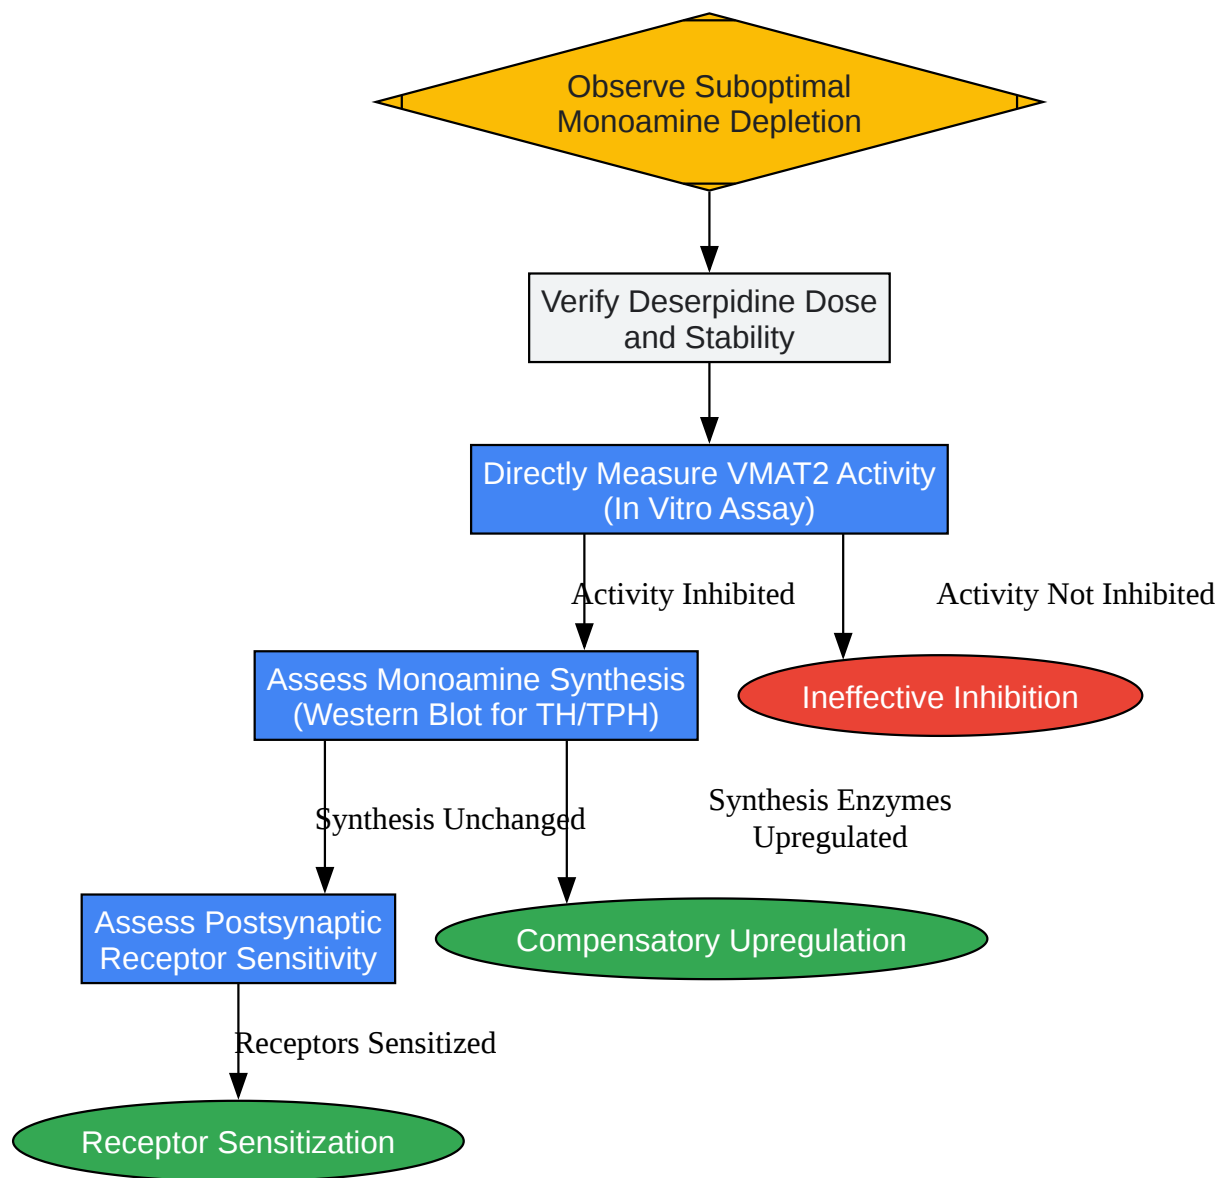 Observe Suboptimal
Monoamine Depletion
Verify Deserpidine Dose
and Stability
Directly Measure VMAT2 Activity
(In Vitro Assay)
Activity Inhibited
Activity Not Inhibited
Assess Monoamine Synthesis
(Western Blot for TH/TPH)
Ineffective Inhibition
Synthesis Unchanged
Synthesis Enzymes
Upregulated
Assess Postsynaptic
Receptor Sensitivity
Compensatory Upregulation
Receptors Sensitized
Receptor Sensitization